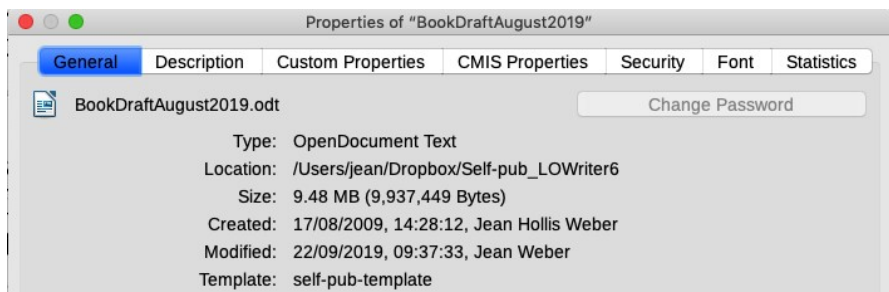 Properties of “BookDraftAugust2019”
General Description Custom Properties CMIS Properties Security Font Statistics
BookDraftAugust2019.odt Change Password
Type: OpenDocument Text
Location: /Users/jean/Dropbox/Self-pub_LOWriter6
Size: 9.48 MB (9,937,449 Bytes)
Created: 17/08/2009, 14:28:12, Jean Hollis Weber
Modified: 22/09/2019, 09:37:33, Jean Weber
Template: self-pub-template